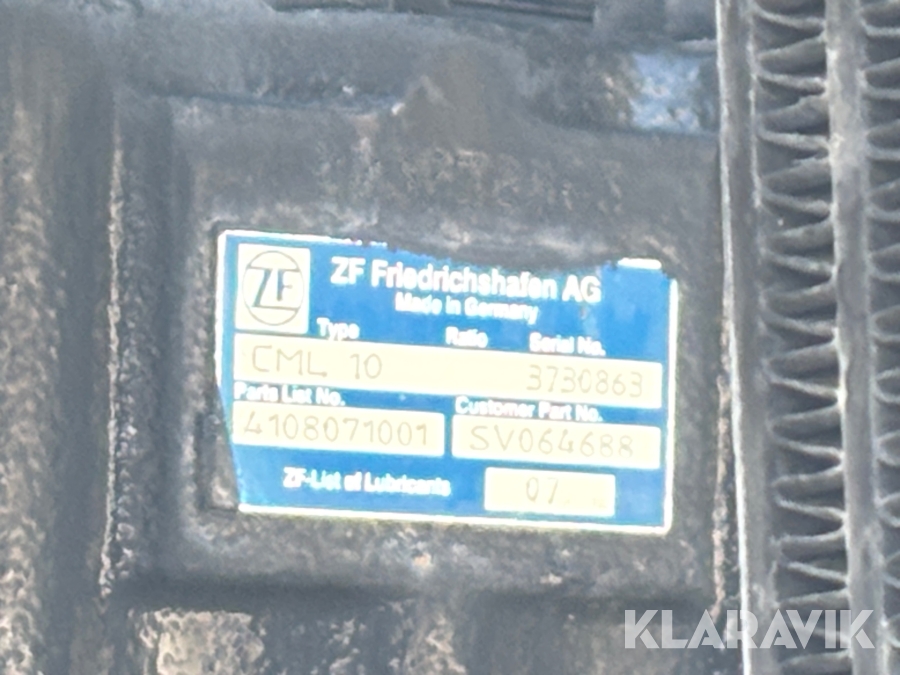 ZF
ZF Friedrichshafen AG
Made in Germany
Type Ratio Serial No.
CML 10 3730863
Parts List No. Customer Part No.
4108071001 SV064688
ZF-List of Lubricants 07
KLARAVIK